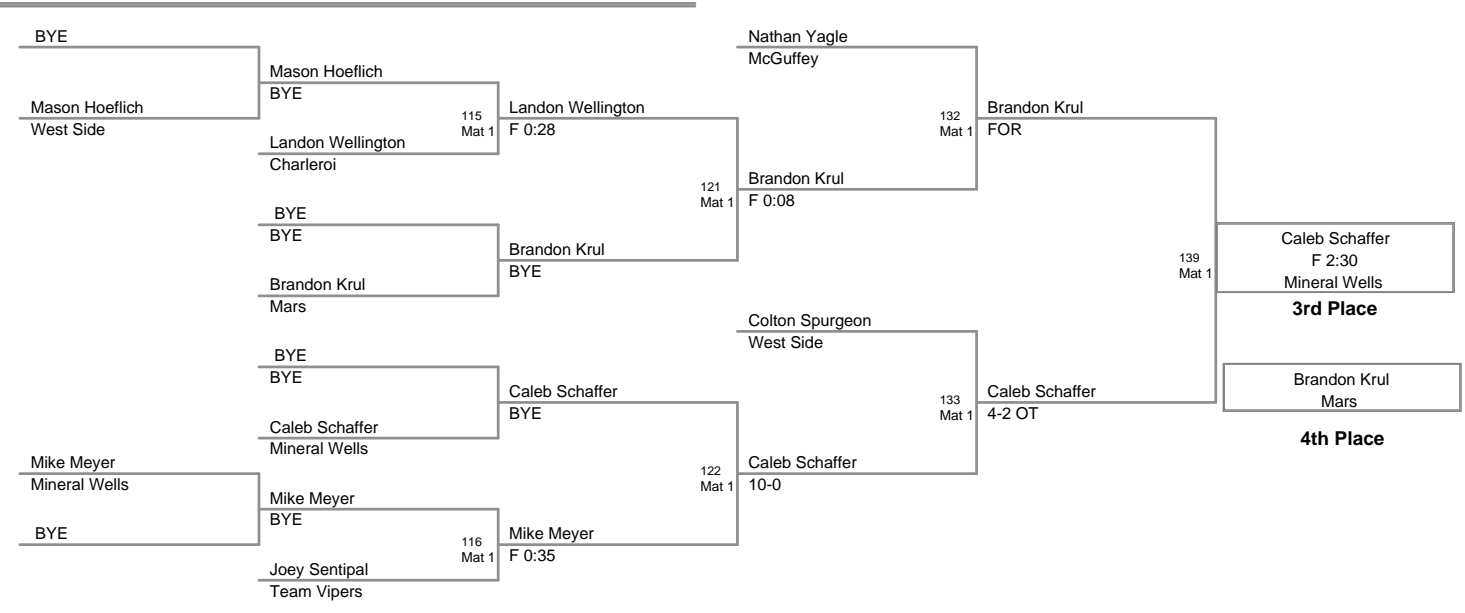 BYE
Mason Hoeflich
West Side
Mason Hoeflich
BYE
Landon Wellington
Charleroi
115
Mat 1
Landon Wellington
F 0:28
BYE
BYE
Brandon Krul
Mars
Brandon Krul
BYE
121
Mat 1
Brandon Krul
F 0:08
Nathan Yagle
McGuffey
132
Mat 1
Brandon Krul
FOR
BYE
BYE
Caleb Schaffer
Mineral Wells
Caleb Schaffer
BYE
Mike Meyer
Mineral Wells
BYE
Mike Meyer
BYE
Joey Sentipal
Team Vipers
116
Mat 1
Mike Meyer
F 0:35
122
Mat 1
Caleb Schaffer
10-0
Colton Spurgeon
West Side
133
Mat 1
Caleb Schaffer
4-2 OT
139
Mat 1
Caleb Schaffer
F 2:30
Mineral Wells
3rd Place
Brandon Krul
Mars
4th Place